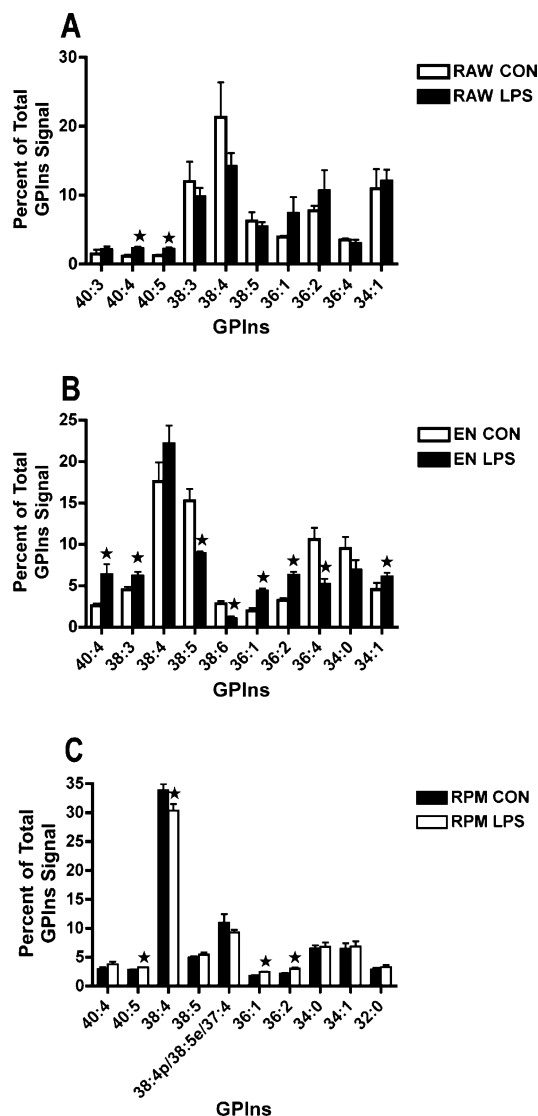 A
Percent of Total
GPIns Signal
30
20
10
0
RAW CON
RAW LPS
★ ★
40:3 40:4 40:5 38:3 38:4 38:5 36:1 36:2 36:4 34:1
GPIns
B
Percent of Total
GPIns Signal
25
20
15
10
5
0
EN CON
EN LPS
★ ★ ★ ★ ★ ★ ★ ★
40:4 38:3 38:4 38:5 38:6 36:1 36:2 36:4 34:0 34:1
GPIns
C
Percent of Total
GPIns Signal
35
30
25
20
15
10
5
0
RPM CON
RPM LPS
★ ★ ★ ★
40:4 40:5 38:4 38:5 38:4p/38:5e/37:4 36:1 36:2 34:0 34:1 32:0
GPIns